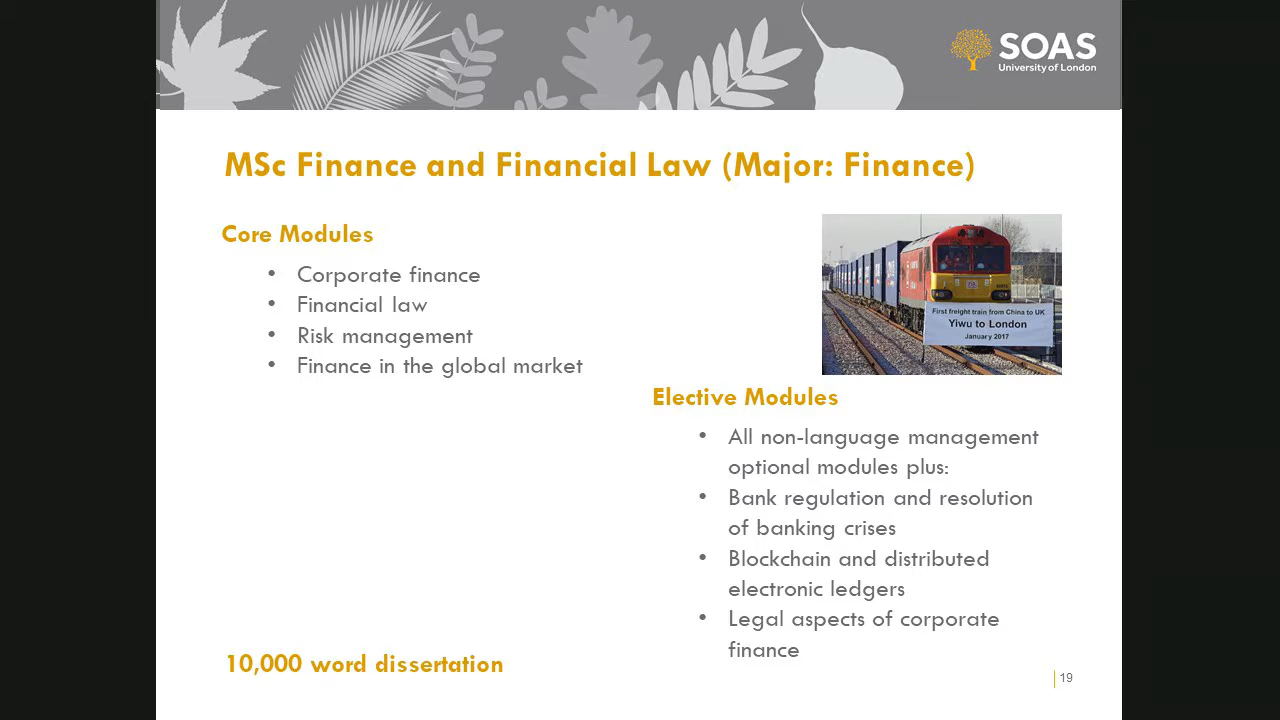 SOAS
University of London
MSc Finance and Financial Law (Major: Finance)
Core Modules
• Corporate finance
• Financial law
• Risk management
• Finance in the global market
First freight train from China to UK
Yiwu to London
January 2017
Elective Modules
• All non-language management
optional modules plus:
• Bank regulation and resolution
of banking crises
• Blockchain and distributed
electronic ledgers
• Legal aspects of corporate
finance
10,000 word dissertation
19